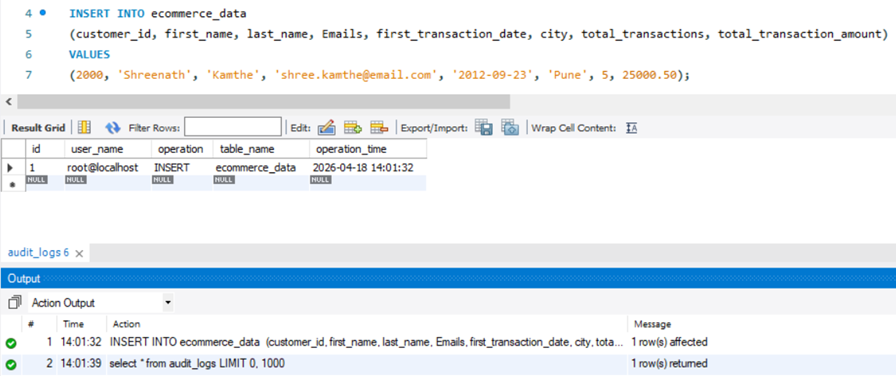 4 INSERT INTO ecommerce_data
5 (customer_id, first_name, last_name, Emails, first_transaction_date, city, total_transactions, total_transaction_amount)
6 VALUES
7 (2000, 'Shreenath', 'Kamthe', 'shree.kamthe@email.com', '2012-09-23', 'Pune', 5, 25000.50);
Result Grid Filter Rows: Edit: Export/Import: Wrap Cell Content: IA
id user_name operation table_name operation_time
1 root@localhost INSERT ecommerce_data 2026-04-18 14:01:32
NULL NULL NULL NULL NULL
audit_logs 6
Output
Action Output
# Time Action Message
1 14:01:32 INSERT INTO ecommerce_data (customer_id, first_name, last_name, Emails, first_transaction_date, city, tota... 1 row(s) affected
2 14:01:39 select * from audit_logs LIMIT 0, 1000 1 row(s) returned